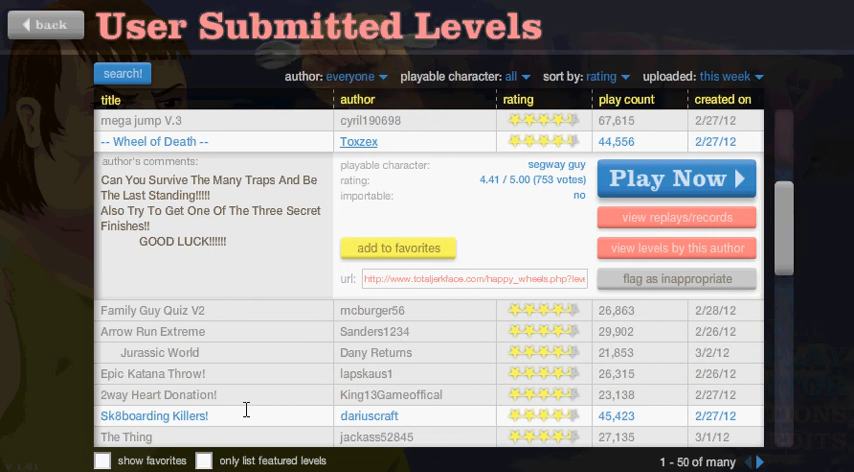 back
User Submitted Levels
search!
author: everyone playable character: all sort by: rating uploaded: this week
title author rating play count created on
mega jump V.3 cyril190698 67,615 2/27/12
-- Wheel of Death -- Toxzex 44,556 2/27/12
author's comments:
Can You Survive The Many Traps And Be
The Last Standing!!!!!
Also Try To Get One Of The Three Secret
Finishes!!
GOOD LUCK!!!!!!
playable character: segway guy
rating: 4.41 / 5.00 (753 votes)
importable: no
add to favorites
url: http://www.totaljerkface.com/happy_wheels.php?leve
Play Now
view replays/records
view levels by this author
flag as inappropriate
Family Guy Quiz V2 mcburger56 26,863 2/28/12
Arrow Run Extreme Sanders1234 29,902 2/26/12
Jurassic World Dany Returns 21,853 3/2/12
Epic Katana Throw! lapskaus1 26,315 2/26/12
2way Heart Donation! King13Gameoffical 23,138 2/26/12
Sk8boarding Killers! dariuscraft 45,423 2/27/12
The Thing jackass52845 27,135 3/1/12
show favorites only list featured levels 1 - 50 of many